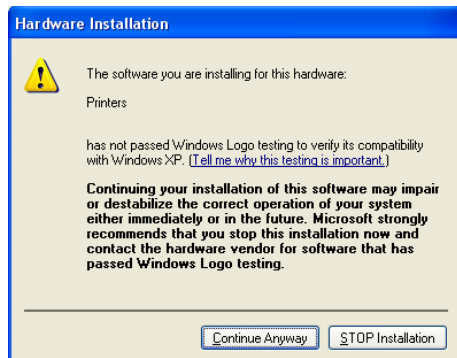 Hardware Installation
The software you are installing for this hardware:
Printers
has not passed Windows Logo testing to verify its compatibility
with Windows XP. (Tell me why this testing is important.)
Continuing your installation of this software may impair
or destabilize the correct operation of your system
either immediately or in the future. Microsoft strongly
recommends that you stop this installation now and
contact the hardware vendor for software that has
passed Windows Logo testing.
Continue Anyway STOP Installation